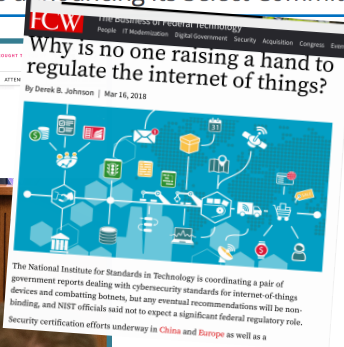 FCW
The Business of Federal Technology
People IT Modernization Digital Government Security Acquisition Congress
Why is no one raising a hand to
regulate the internet of things?
By Derek B. Johnson | Mar 16, 2018
31
The National Institute for Standards in Technology is coordinating a pair of
government reports dealing with cybersecurity standards for internet-of-things
devices and combatting botnets, but any eventual recommendations will be non-
binding, and NIST officials said not to expect a significant federal regulatory role.
Security certification efforts underway in China and Europe as well as a